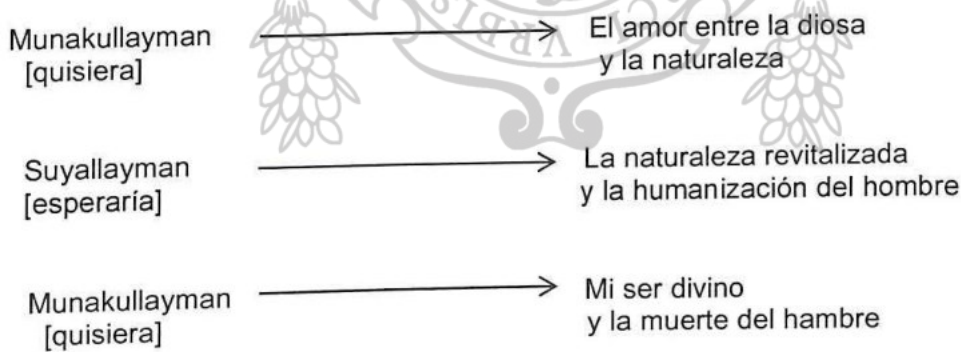 Munakullayman
[quisiera]
El amor entre la diosa
y la naturaleza
Suyallayman
[esperaría]
La naturaleza revitalizada
y la humanización del hombre
Munakullayman
[quisiera]
Mi ser divino
y la muerte del hambre